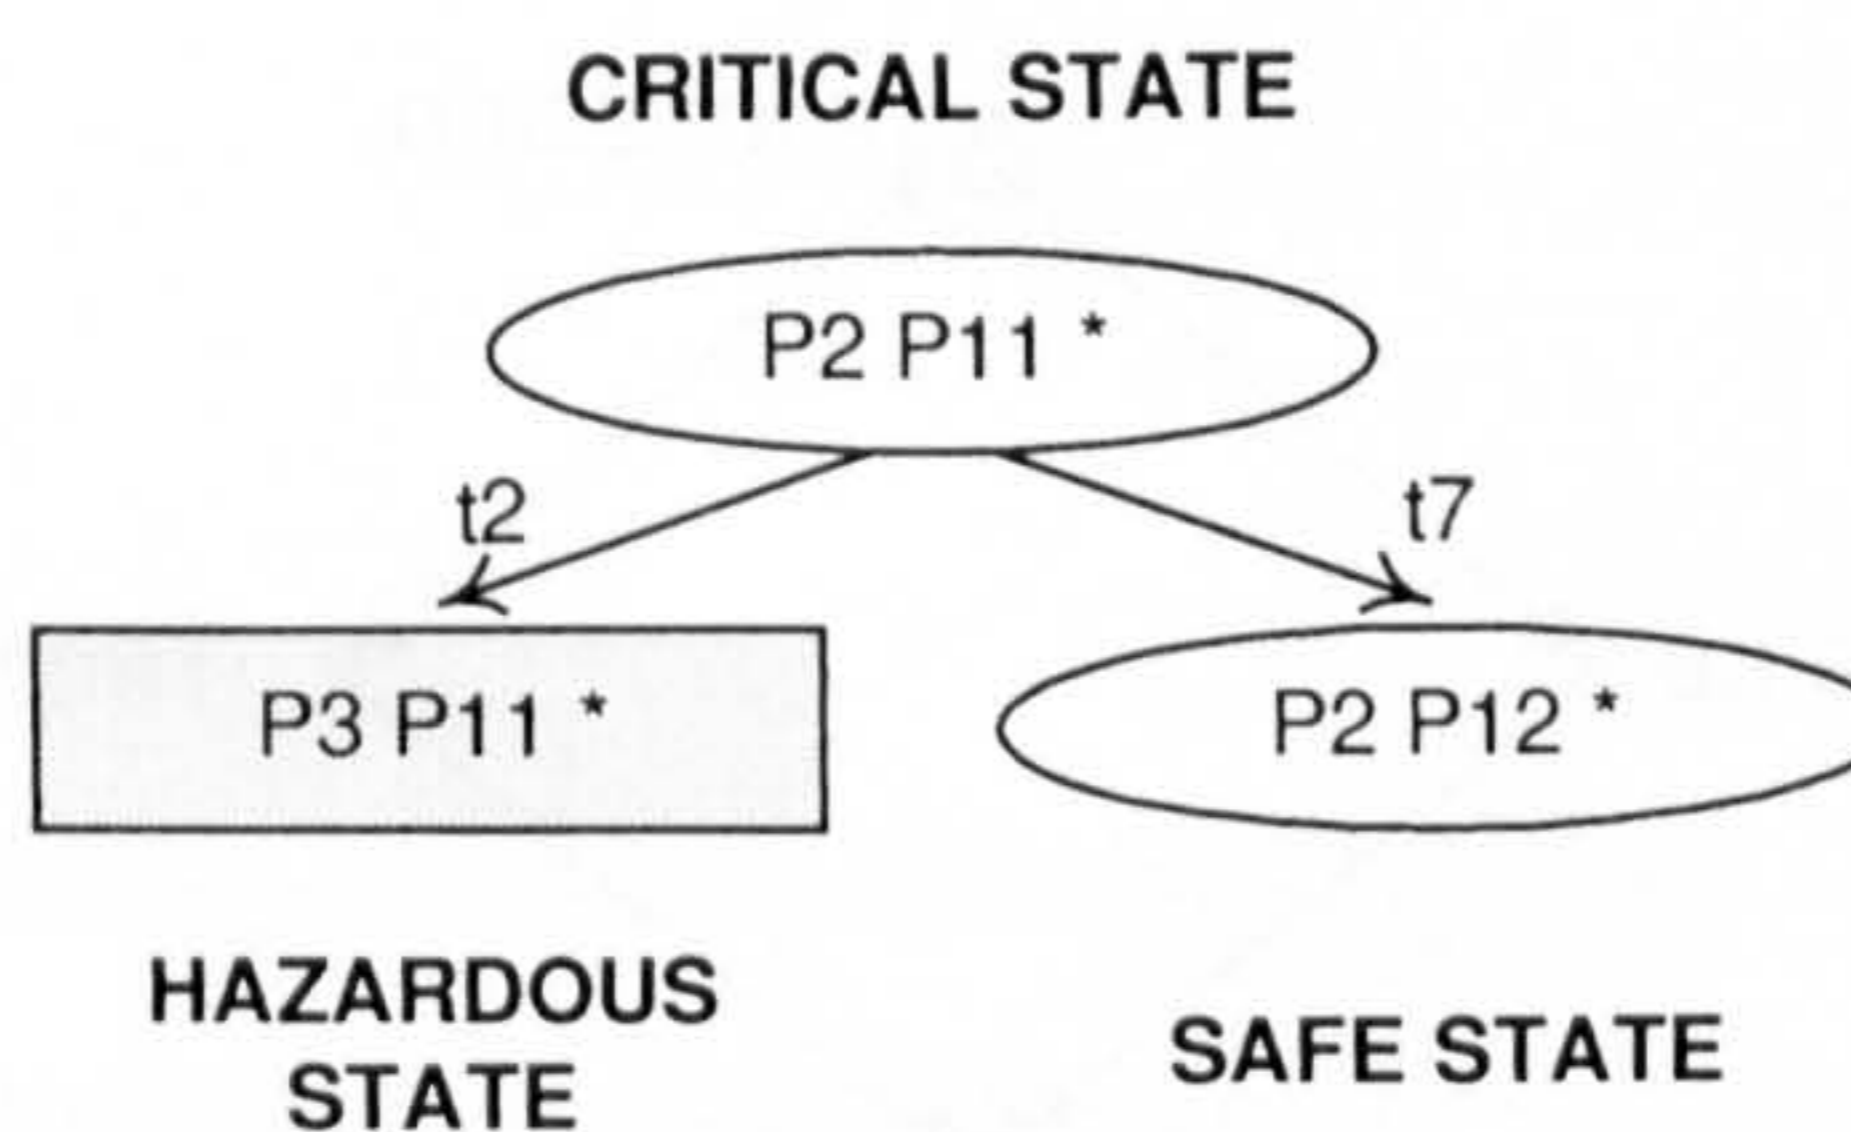 CRITICAL STATE
P2 P11 *
t2
t7
P3 P11 *
P2 P12 *
HAZARDOUS
STATE
SAFE STATE